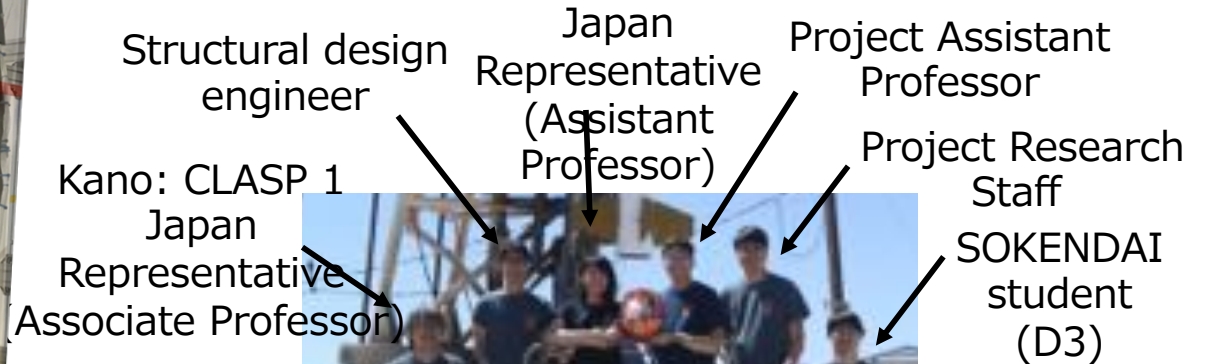 Structural design
engineer
Japan
Representative
(Assistant
Professor)
Project Assistant
Professor
Project Research
Staff
Kano: CLASP 1
Japan
Representative
(Associate Professor)
SOKENDAI
student
(D3)